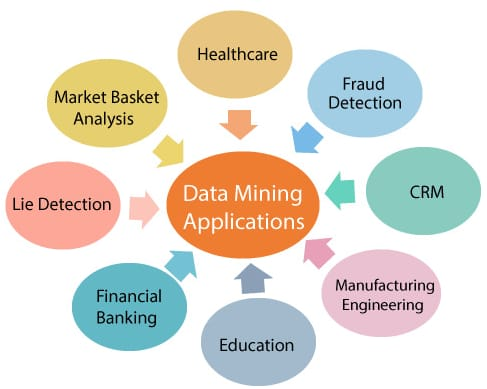 Healthcare
Fraud
Detection
CRM
Manufacturing
Engineering
Education
Financial
Banking
Lie Detection
Market Basket
Analysis
Data Mining
Applications